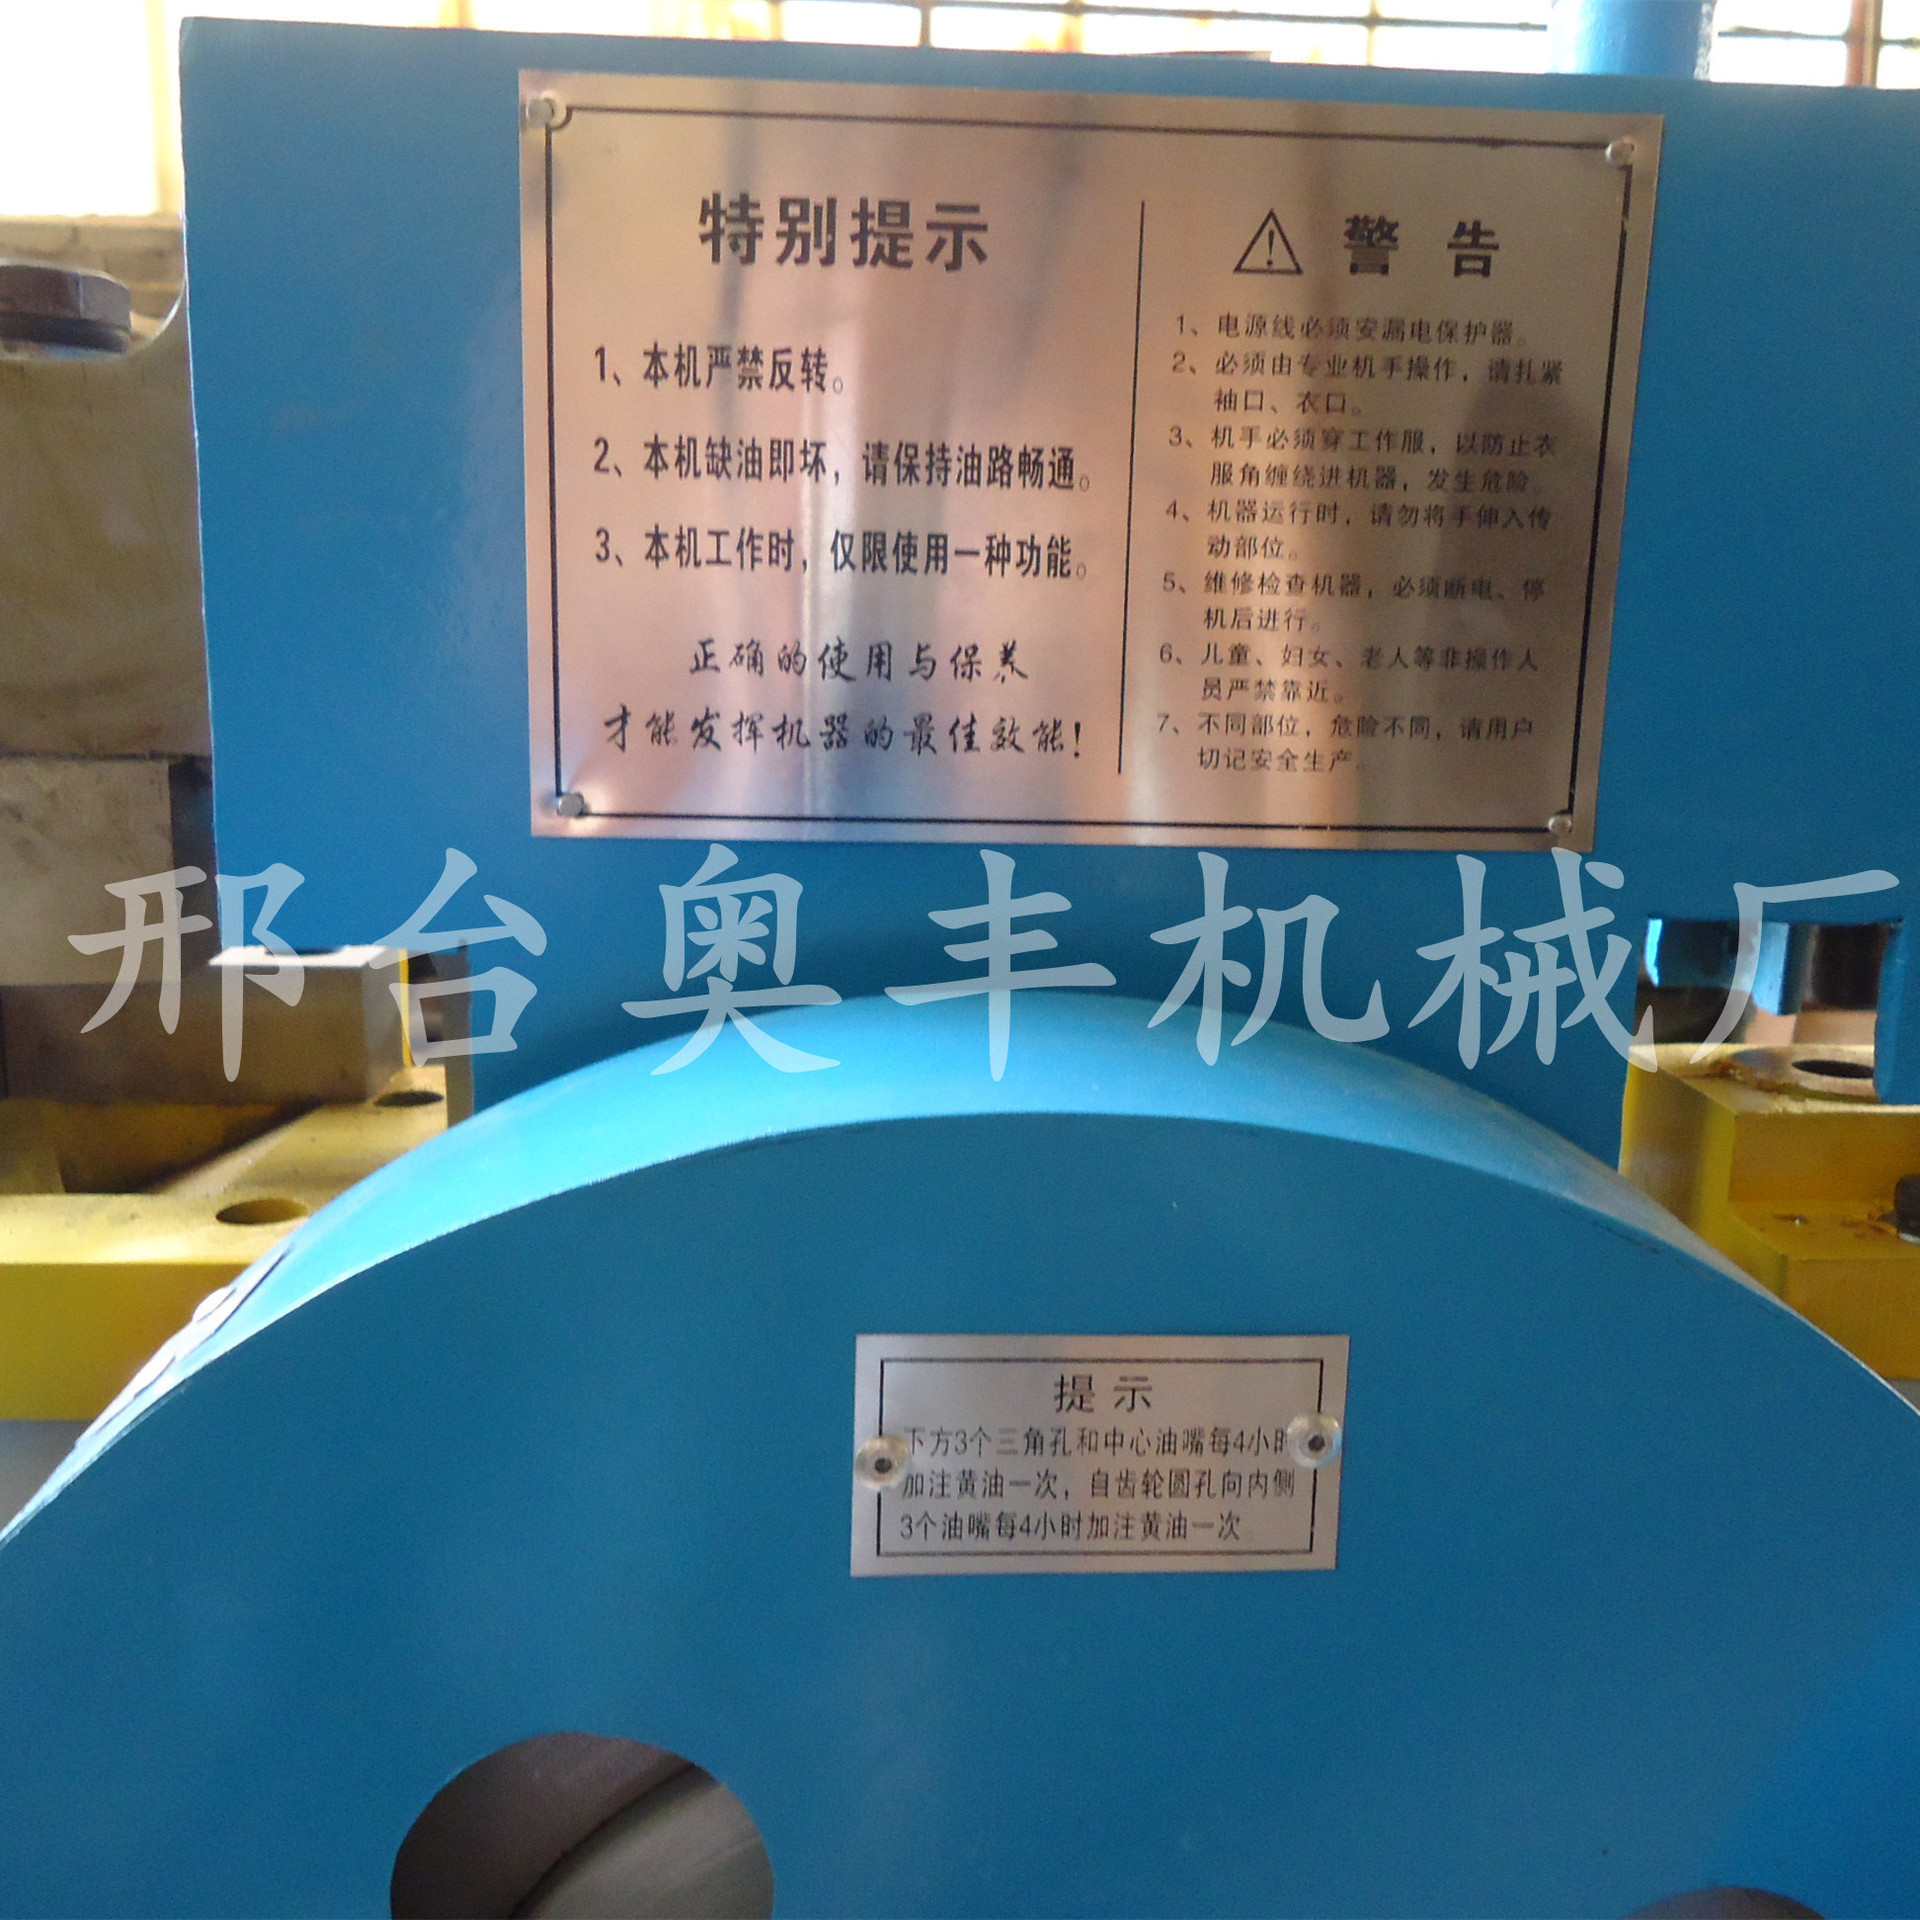 特别提示
1、本机严禁反转。
2、本机缺油即坏，请保持油路畅通。
3、本机工作时，仅限使用一种功能。
正确的使用与保养
才能发挥机器的最佳效能！
警 告
1、电源线必须安漏电保护器。
2、必须由专业机手操作，请扎紧
袖口、衣口。
3、机手必须穿工作服，以防止衣
服角缠绕进机器，发生危险。
4、机器运行时，请勿将手伸入传
动部位。
5、维修检查机器，必须断电、停
机后进行。
6、儿童、妇女、老人等非操作人
员严禁靠近。
7、不同部位，危险不同，请用户
切记安全生产。
邢台奥丰机械厂
提 示
下方3个三角孔和中心油嘴每4小时
加注黄油一次，自齿轮圆孔向内侧
3个油嘴每4小时加注黄油一次。